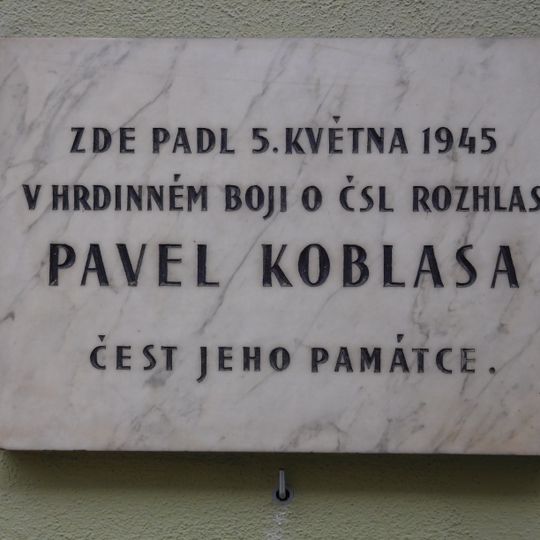 ZDE PADL 5. KVĚTNA 1945
V HRDINNÉM BOJI O ČSL ROZHLAS
PAVEL KOBLASA
ČEST JEHO PAMÁTCE.